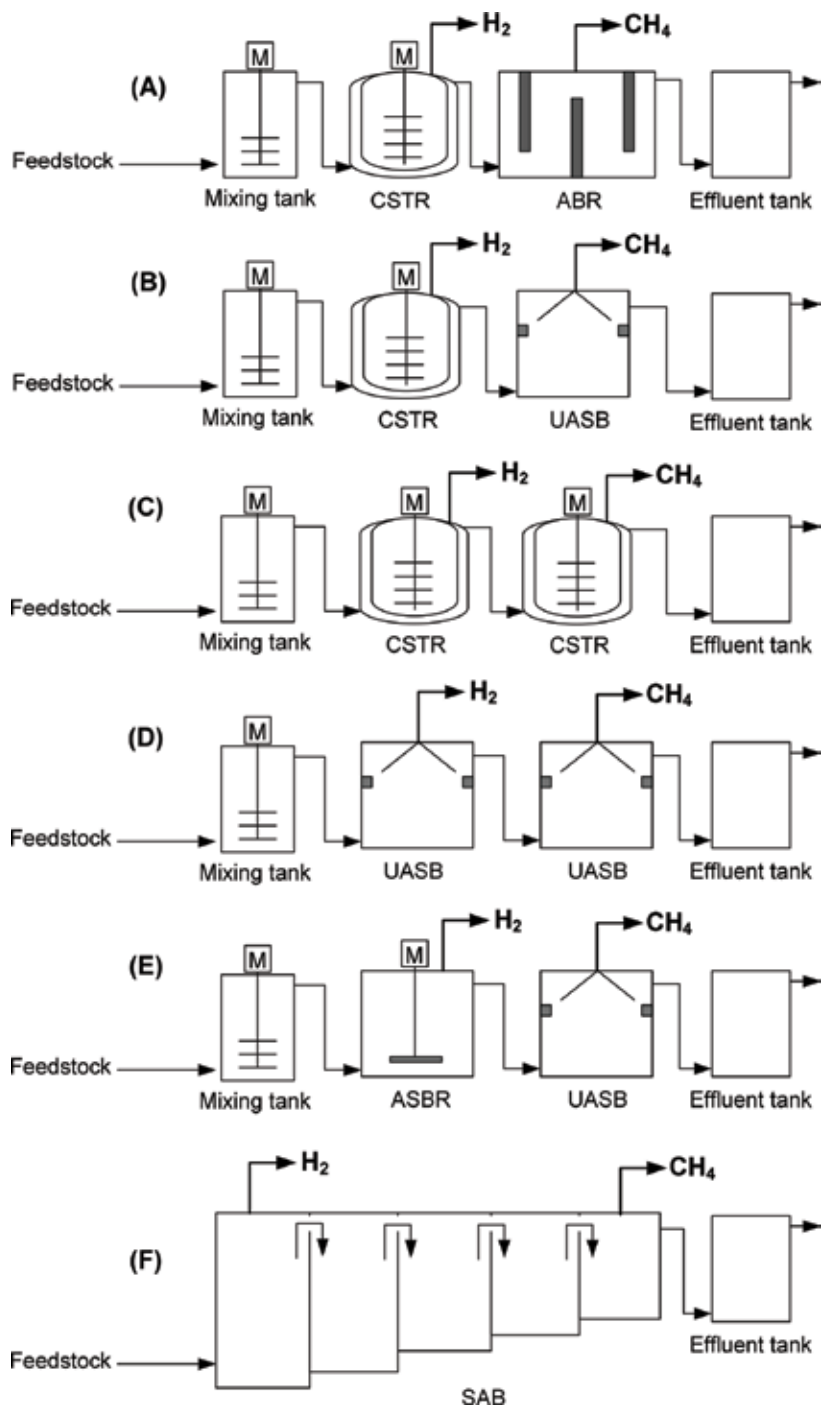 H2
CH4
M
M
(A)
Feedstock
Mixing tank
CSTR
ABR
Effluent tank
H2
CH4
M
M
(B)
Feedstock
Mixing tank
CSTR
UASB
Effluent tank
H2
CH4
M
M
M
(C)
Feedstock
Mixing tank
CSTR
CSTR
Effluent tank
H2
CH4
M
(D)
Feedstock
Mixing tank
UASB
UASB
Effluent tank
H2
CH4
M
M
(E)
Feedstock
Mixing tank
ASBR
UASB
Effluent tank
H2
CH4
(F)
Feedstock
Effluent tank
SAB